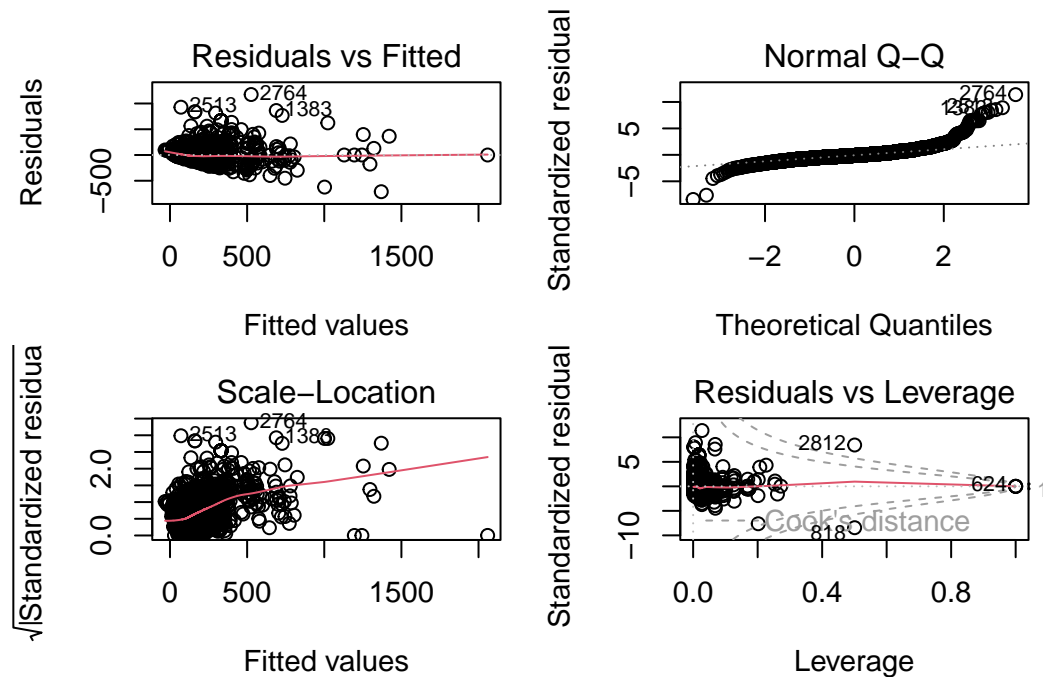 Residuals vs Fitted
Residuals
−500
2513
2764
1383
0
500
1500
Fitted values
Normal Q−Q
Standardized residual
−5
5
2764
−2
0
2
Theoretical Quantiles
Scale−Location
√|Standardized residua
0.0
2.0
2513
2764
1383
0
500
1500
Fitted values
Residuals vs Leverage
Standardized residual
−10
5
2812
624
818
Cook's distance
0.0
0.4
0.8
Leverage